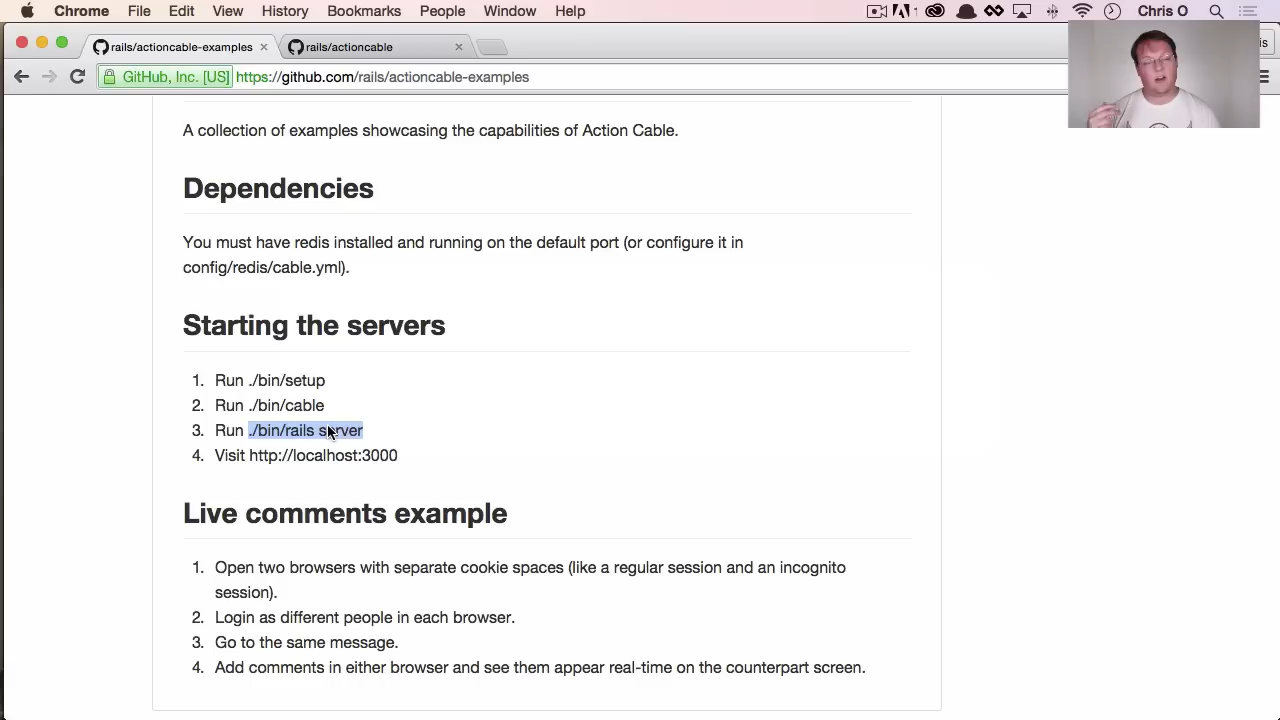 Chrome File Edit View History Bookmarks People Window Help Chris O
rails/actioncable-examples rails/actioncable is
GitHub, Inc. [US] https://github.com/rails/actioncable-examples
A collection of examples showcasing the capabilities of Action Cable.
Dependencies
You must have redis installed and running on the default port (or configure it in
config/redis/cable.yml).
Starting the servers
1. Run ./bin/setup
2. Run ./bin/cable
3. Run ./bin/rails server
4. Visit http://localhost:3000
Live comments example
1. Open two browsers with separate cookie spaces (like a regular session and an incognito
session).
2. Login as different people in each browser.
3. Go to the same message.
4. Add comments in either browser and see them appear real-time on the counterpart screen.